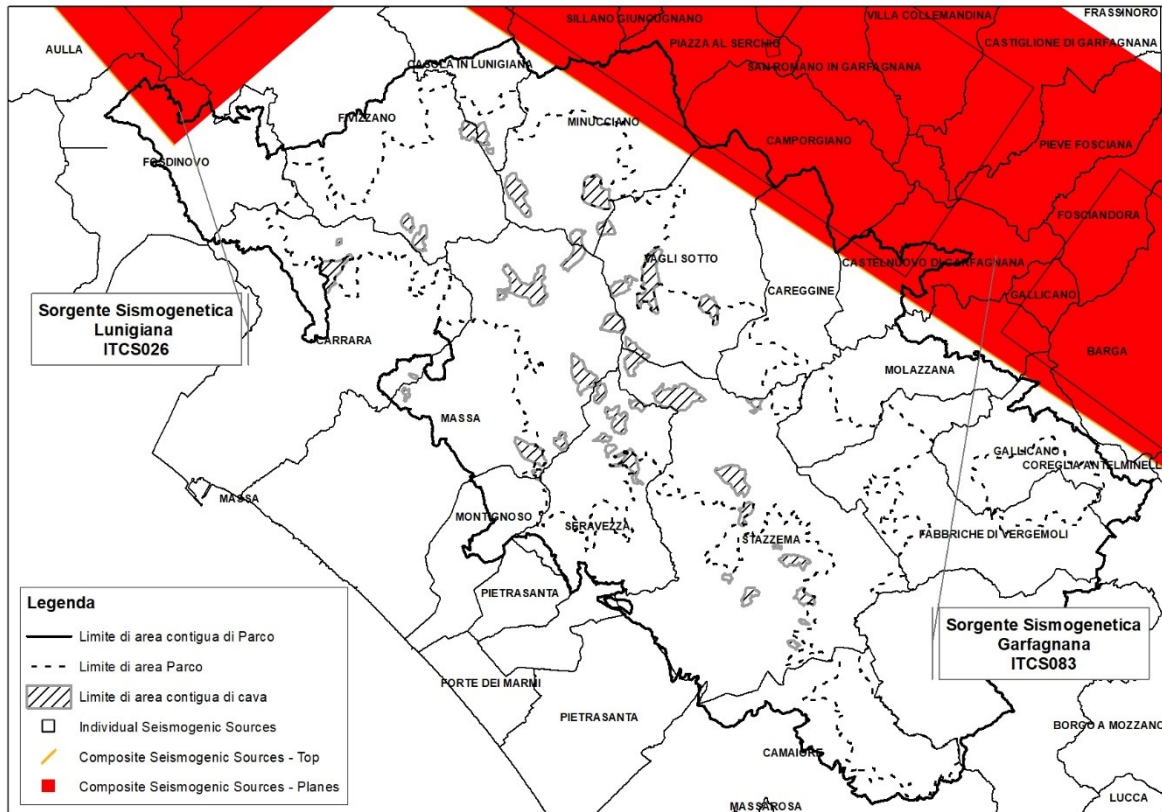 SILLANO GIUNCUGNANO
VILLA COLLEMANDINA
FRASSINORO
AULLA
PIAZZA AL SERCHIO
CASTIGLIONE DI GARFAGNANA
CASOLA IN LUNIGIANA
SAN ROMANO IN GARFAGNANA
FIVIZZANO
MINUCCIANO
CAMPORGIANO
PIEVE FOSCIANA
FOSDINOVO
FOSCIANDORA
VAGLI SOTTO
CASTELNUOVO DI GARFAGNANA
CAREGGINE
GALLICANO
Sorgente Sismogenetica
Lunigiana
ITCS026
CARRARA
BARGA
MOLAZZANA
MASSA
GALLICANO
COREGLIA ANTELMINELL
MASSA
MONTIGNOSO
SERAVEZZA
STAZZEMA
FABBRICHE DI VERGEMOLI
PIETRASANTA
Sorgente Sismogenetica
Garfagnana
ITCS083
FORTE DEI MARMI
PIETRASANTA
BORGO A MOZZANO
CAMAIORE
LUCCA
MASSAROSA
Legenda
Limite di area contigua di Parco
Limite di area Parco
Limite di area contigua di cava
Individual Seismogenic Sources
Composite Seismogenic Sources - Top
Composite Seismogenic Sources - Planes